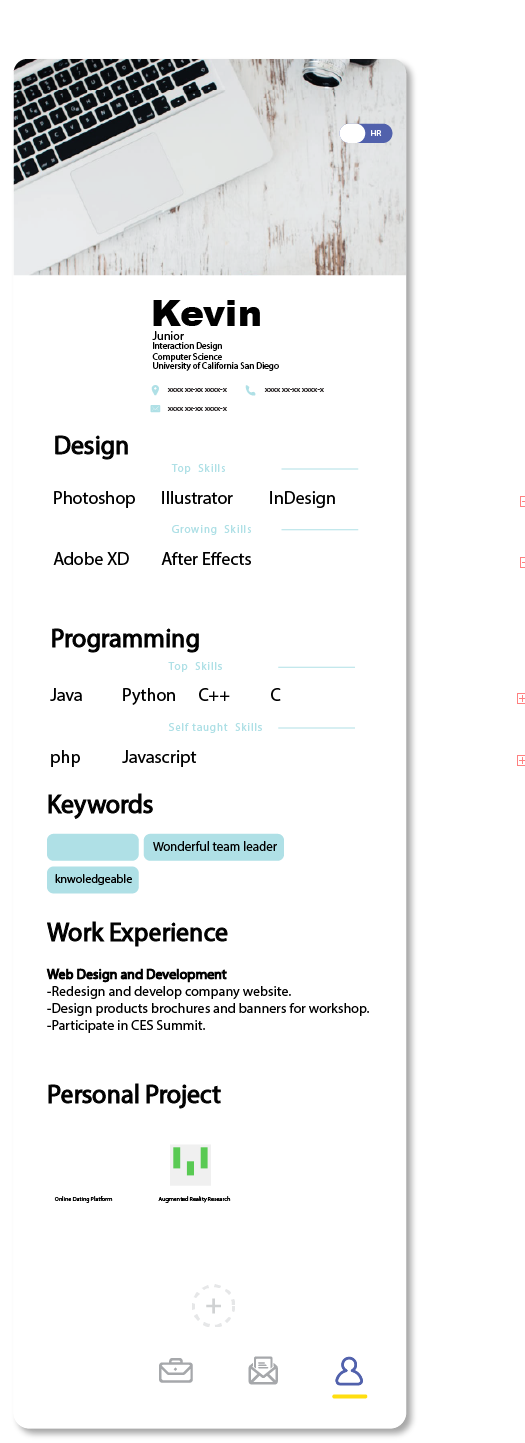 HR
Kevin
Junior
Interaction Design
Computer Science
University of California San Diego
xxxx xx-xx xxxx-x xxxx xx-xx xxxx-x
xxxx xx-xx xxxx-x
Design
Top Skills
Photoshop Illustrator InDesign
Growing Skills
Adobe XD After Effects
Programming
Top Skills
Java Python C++ C
Self taught Skills
php Javascript
Keywords
Wonderful team leader
knwoledgeable
Work Experience
Web Design and Development
-Redesign and develop company website.
-Design products brochures and banners for workshop.
-Participate in CES Summit.
Personal Project
Online Dating Platform Augmented Reality Research